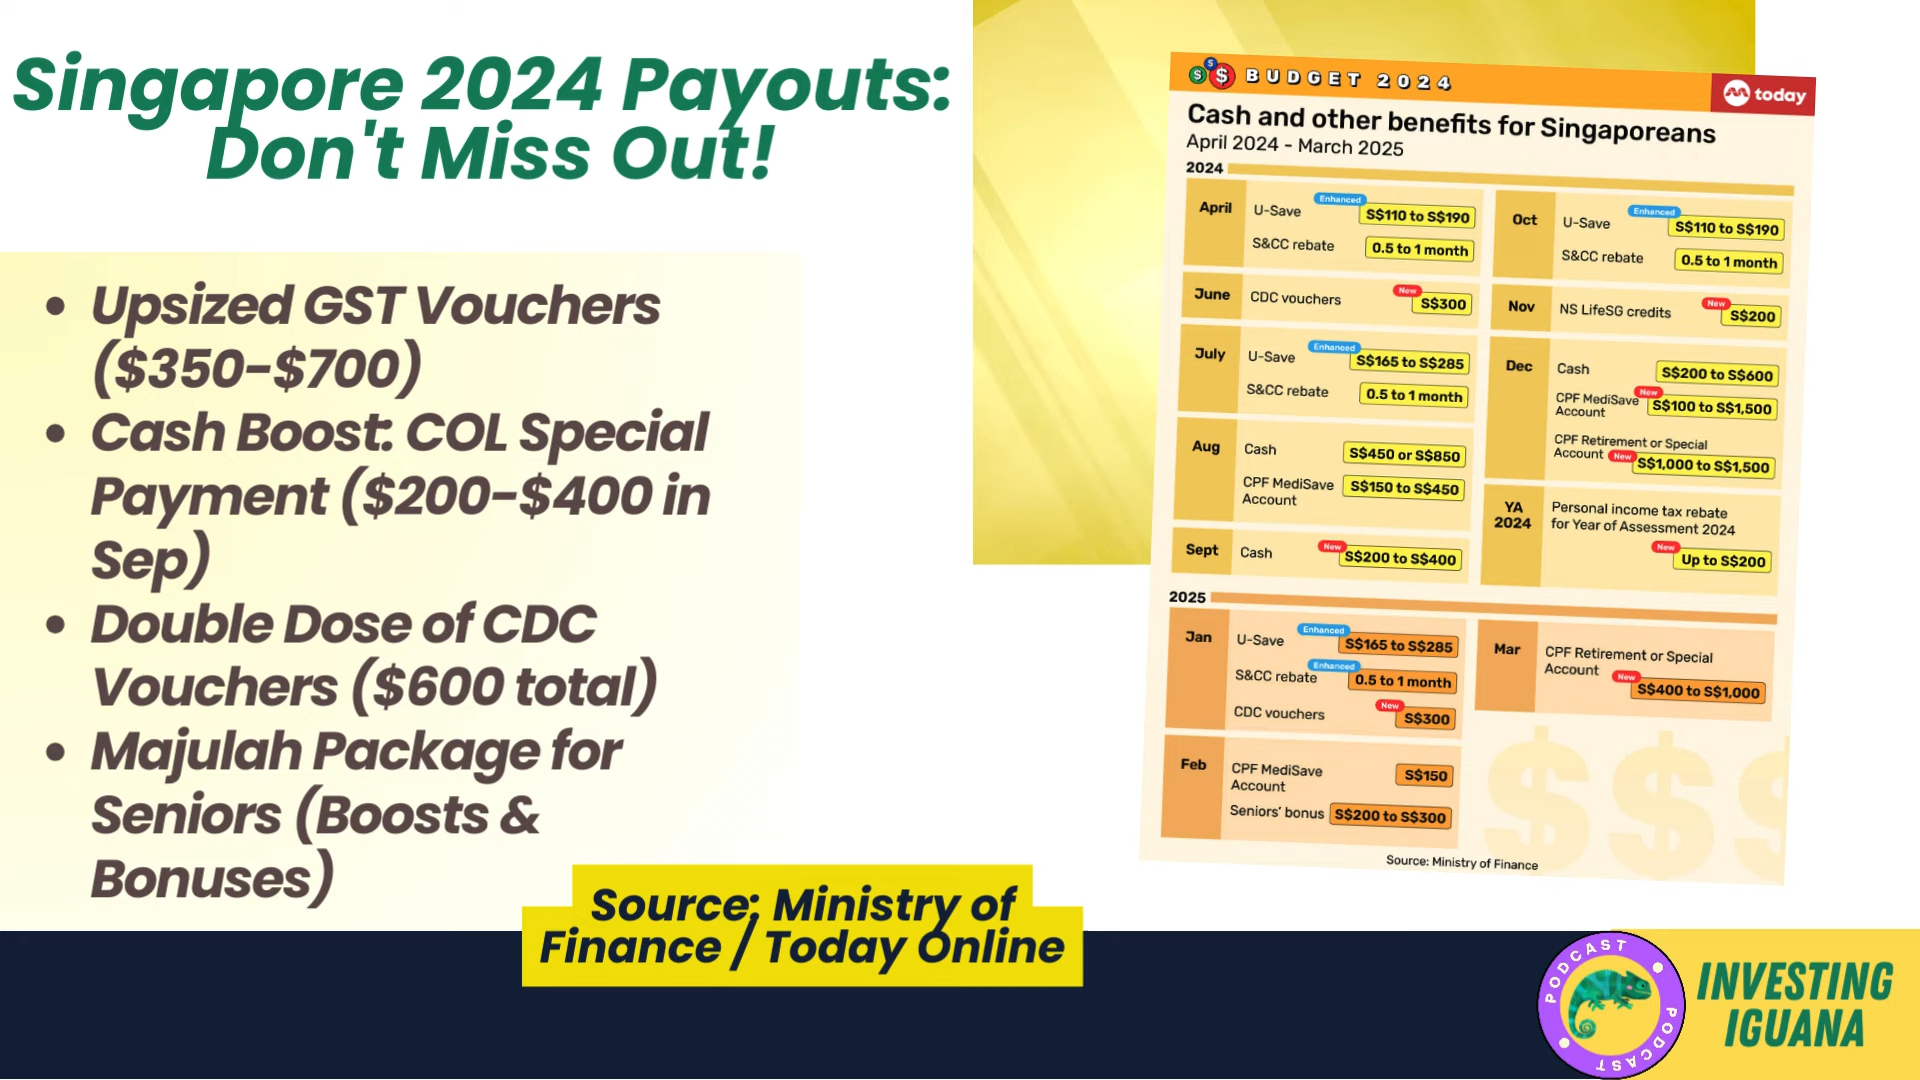 Singapore 2024 Payouts:
Don't Miss Out!
• Upsized GST Vouchers
($350-$700)
• Cash Boost: COL Special
Payment ($200-$400 in
Sep)
• Double Dose of CDC
Vouchers ($600 total)
• Majulah Package for
Seniors (Boosts &
Bonuses)
Source: Ministry of
Finance / Today Online
$ $ $ BUDGET 2024
today
Cash and other benefits for Singaporeans
April 2024 - March 2025
2024
April
U-Save Enhanced S$110 to S$190
S&CC rebate 0.5 to 1 month
June
CDC vouchers New S$300
July
U-Save Enhanced S$165 to S$285
S&CC rebate 0.5 to 1 month
Aug
Cash S$450 or S$850
CPF MediSave
Account S$150 to S$450
Sept
Cash New S$200 to S$400
Oct
U-Save Enhanced S$110 to S$190
S&CC rebate 0.5 to 1 month
Nov
NS LifeSG credits New S$200
Dec
Cash S$200 to S$600
CPF MediSave
Account New S$100 to S$1,500
CPF Retirement or Special
Account New S$1,000 to S$1,500
YA
2024
Personal income tax rebate
for Year of Assessment 2024
New Up to S$200
2025
Jan
U-Save Enhanced S$165 to S$285
S&CC rebate Enhanced 0.5 to 1 month
CDC vouchers New S$300
Feb
CPF MediSave
Account S$150
Seniors' bonus S$200 to S$300
Mar
CPF Retirement or Special
Account New S$400 to S$1,000
$ $ $
Source: Ministry of Finance
PODCAST
PODCAST
INVESTING
IGUANA